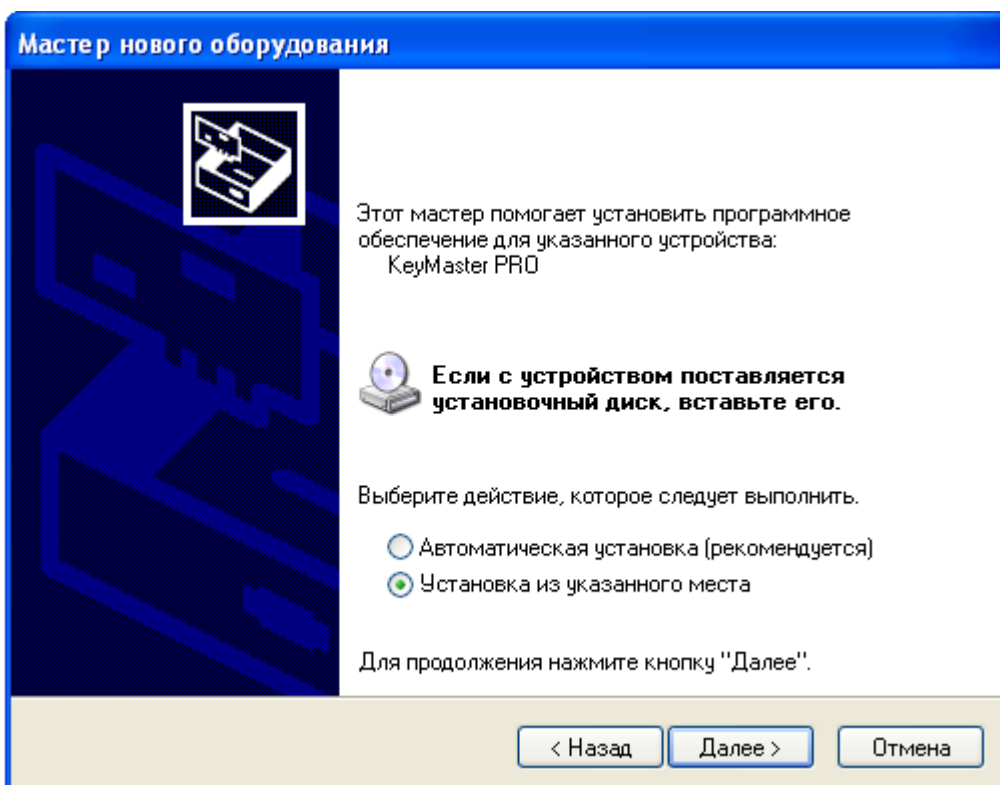 Мастер нового оборудования
Этот мастер помогает установить программное
обеспечение для указанного устройства:
KeyMaster PRO
Если с устройством поставляется
установочный диск, вставьте его.
Выберите действие, которое следует выполнить.
Автоматическая установка (рекомендуется)
Установка из указанного места
Для продолжения нажмите кнопку "Далее".
< Назад
Далее >
Отмена